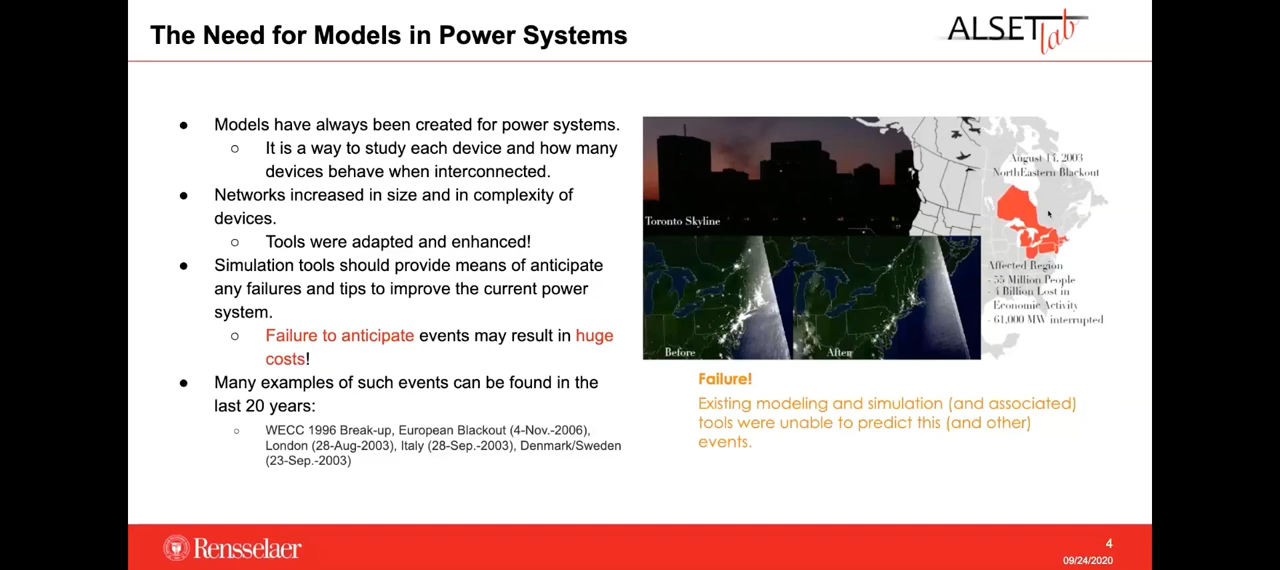 The Need for Models in Power Systems
ALSET lab
● Models have always been created for power systems.
○ It is a way to study each device and how many
devices behave when interconnected.
● Networks increased in size and in complexity of
devices.
○ Tools were adapted and enhanced!
● Simulation tools should provide means of anticipate
any failures and tips to improve the current power
system.
○ Failure to anticipate events may result in huge
costs!
● Many examples of such events can be found in the
last 20 years:
○ WECC 1996 Break-up, European Blackout (4-Nov.-2006),
London (28-Aug-2003), Italy (28-Sep.-2003), Denmark/Sweden
(23-Sep.-2003)
Toronto Skyline
Before
After
August 14, 2003
NorthEastern Blackout
Affected Region
- 55 Million People
- 4 Billion Lost in
Economic Activity
- 61,000 MW interrupted
Failure!
Existing modeling and simulation (and associated)
tools were unable to predict this (and other)
events.
Rensselaer
4
09/24/2020